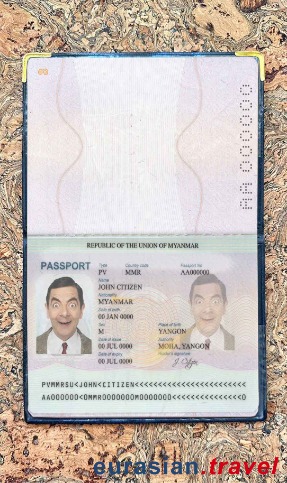 AA 000000
REPUBLIC OF THE UNION OF MYANMAR
PASSPORT
Type Country code Passport No
PV MMR AA000000
Name
JOHN CITIZEN
Nationality
MYANMAR
Date of birth
00 JAN 0000
Sex Place of birth
M YANGON
Date of issue Authority
00 JUL 0000 MOHA, YANGON
Date of expiry Holder's signature
00 JUL 0000
PVMMRSU<JOHN<CITIZEN<<<<<<<<<<<<<<<<<<<<<<<<
AA000000<0MMR0000000M0000000<<<<<<<<<<<<<<<0
eurasian.travel